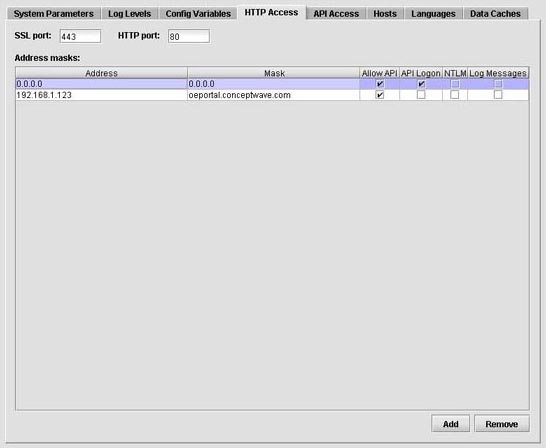 System Parameters Log Levels Config Variables HTTP Access API Access Hosts Languages Data Caches
SSL port: 443 HTTP port: 80
Address masks:
Address Mask Allow API API Logon NTLM Log Messages
0.0.0.0 0.0.0.0
192.168.1.123 oeportal.conceptwave.com
Add Remove